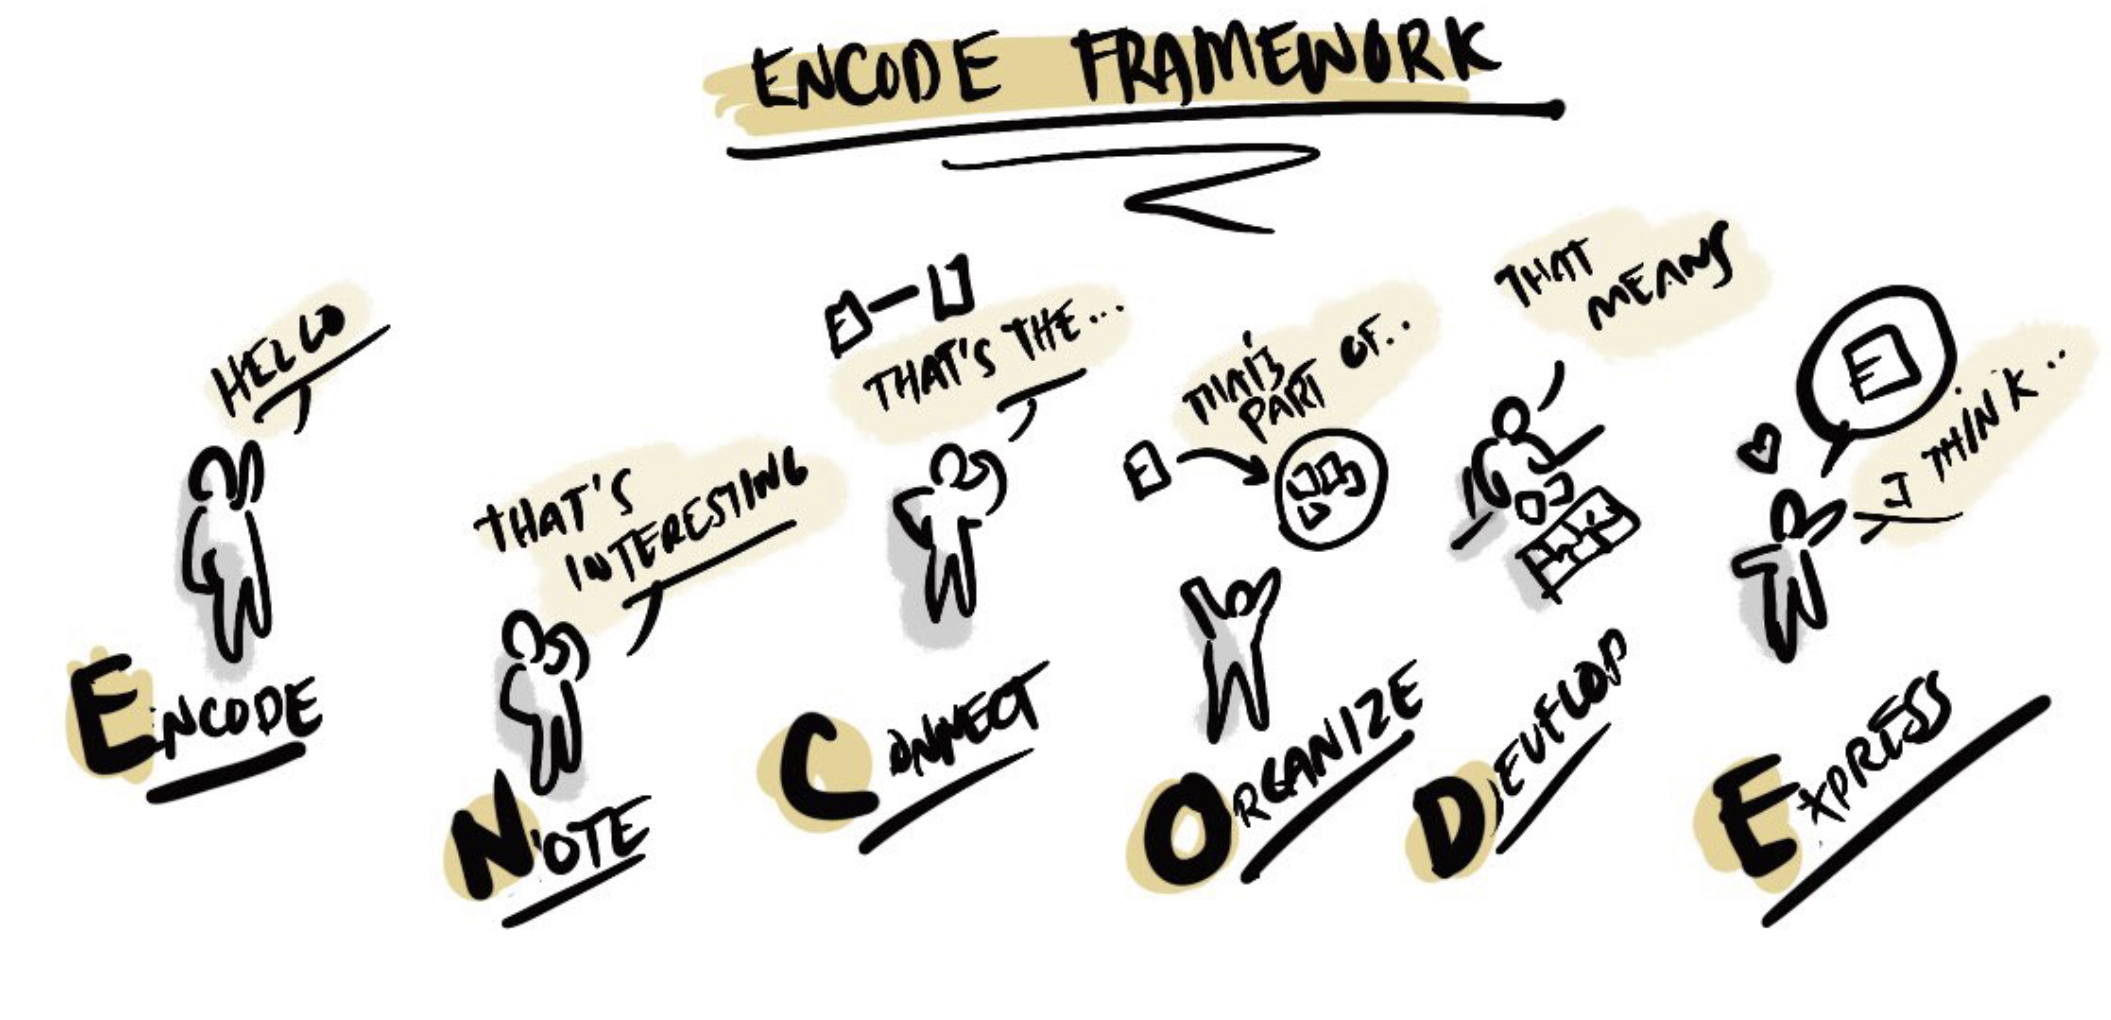 ENCODE FRAMEWORK
HELLO
ENCODE
THAT'S
INTERESTING
NOTE
THAT'S THE...
CONNECT
THAT'S
PART OF..
ORGANIZE
THAT
MEANS
DEVELOP
I THINK..
EXPRESS